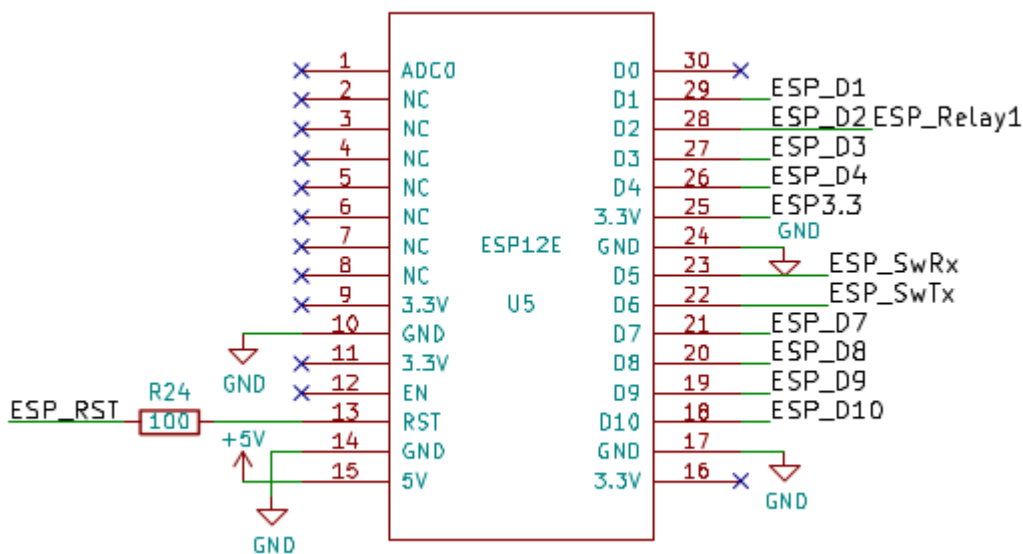 1 ADC0 D0 30
2 NC D1 29 ESP_D1
3 NC D2 28 ESP_D2 ESP_Relay1
4 NC D3 27 ESP_D3
5 NC D4 26 ESP_D4
6 NC 3.3V 25 ESP3.3
7 NC ESP12E GND 24 GND
8 NC D5 23 ESP_SwRx
9 3.3V U5 D6 22 ESP_SwTx
10 GND D7 21 ESP_D7
11 3.3V D8 20 ESP_D8
GND
12 EN D9 19 ESP_D9
R24
ESP_RST 100 13 RST D10 18 ESP_D10
+5V 14 GND GND 17
15 5V 3.3V 16
GND
GND